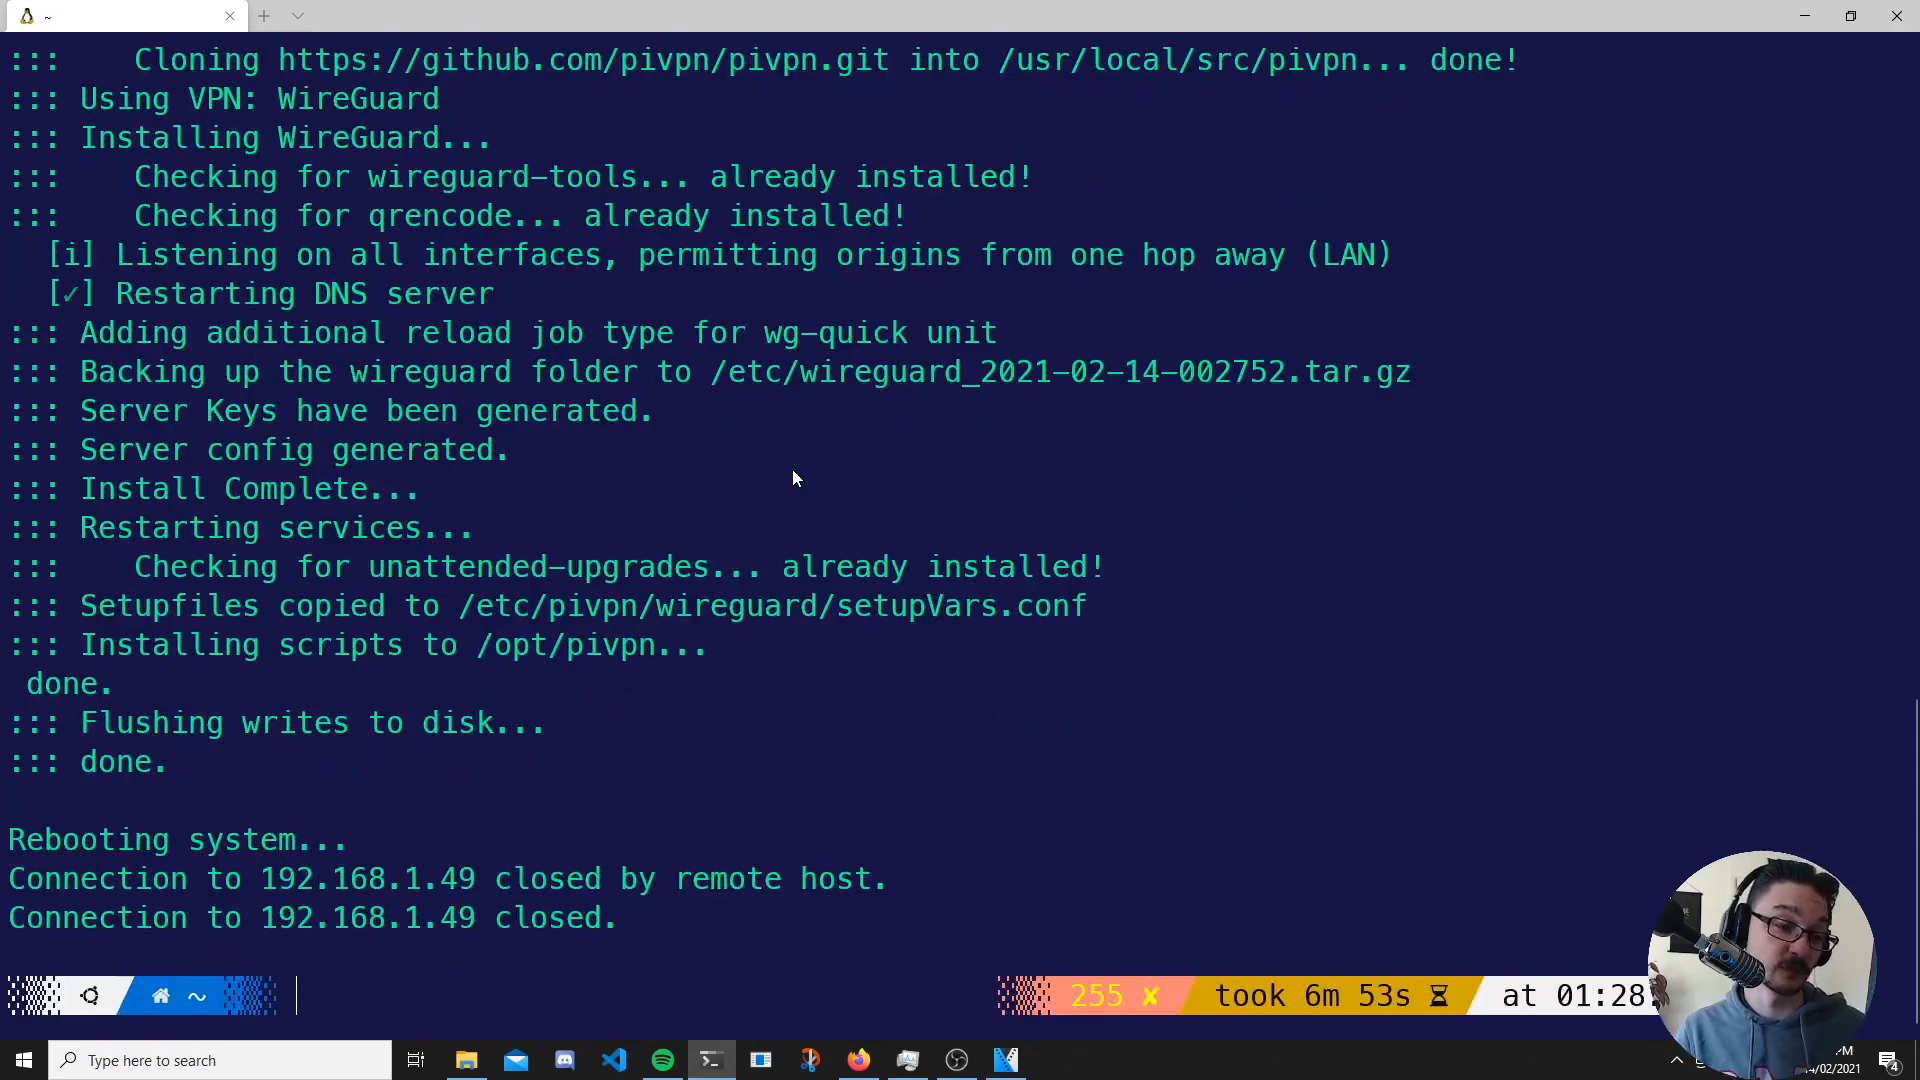 ~
:::    Cloning https://github.com/pivpn/pivpn.git into /usr/local/src/pivpn... done!
::: Using VPN: WireGuard
::: Installing WireGuard...
:::    Checking for wireguard-tools... already installed!
:::    Checking for qrencode... already installed!
[i] Listening on all interfaces, permitting origins from one hop away (LAN)
[✓] Restarting DNS server
::: Adding additional reload job type for wg-quick unit
::: Backing up the wireguard folder to /etc/wireguard_2021-02-14-002752.tar.gz
::: Server Keys have been generated.
::: Server config generated.
::: Install Complete...
::: Restarting services...
:::    Checking for unattended-upgrades... already installed!
::: Setupfiles copied to /etc/pivpn/wireguard/setupVars.conf
::: Installing scripts to /opt/pivpn...
done.
::: Flushing writes to disk...
::: done.
Rebooting system...
Connection to 192.168.1.49 closed by remote host.
Connection to 192.168.1.49 closed.
~ 255 ✘ took 6m 53s at 01:28
Type here to search
4
/02/2021